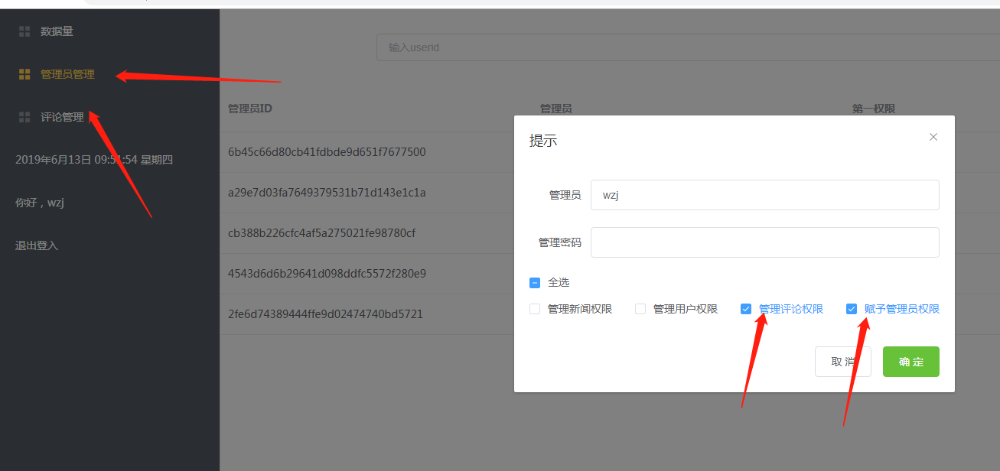 数据量
管理员管理
评论管理
2019年6月13日 09:51:54 星期四
你好，wzj
退出登入
输入userid
管理员ID 管理员 第一权限
6b45c66d80cb41fdbde9d651f7677500
a29e7d03fa7649379531b71d143e1c1a
cb388b226cfc4af5a275021fe98780cf
4543d6d6b29641d098ddfc5572f280e9
2fe6d74389444ffe9d02474740bd5721
提示
管理员 wzj
管理密码
全选
管理新闻权限 管理用户权限 管理评论权限 赋予管理员权限
取消 确定